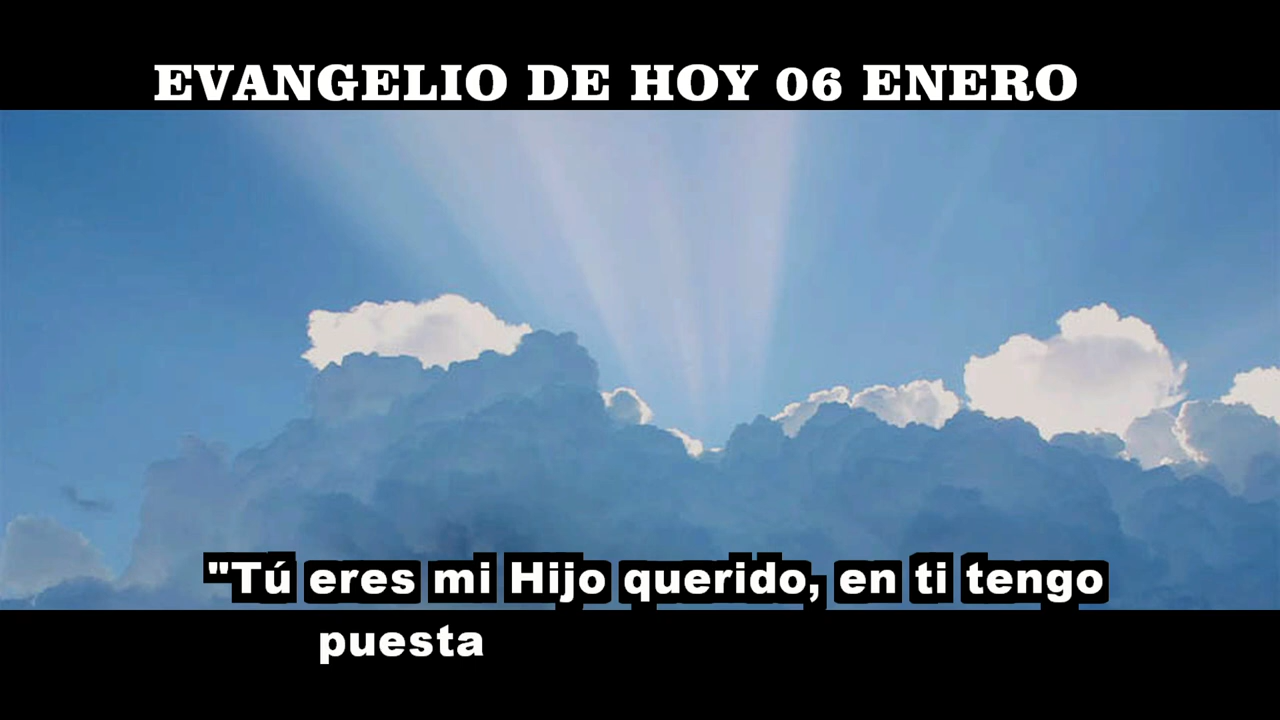 EVANGELIO DE HOY 06 ENERO
"Tú eres mi Hijo querido, en ti tengo
puesta